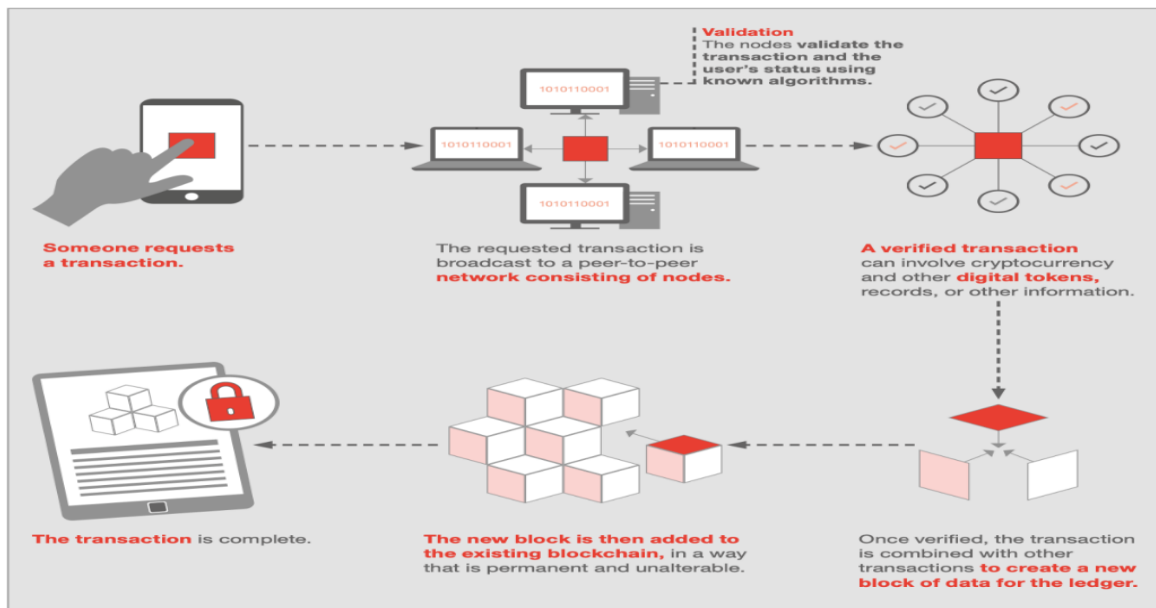 Validation
The nodes validate the
transaction and the
user's status using
known algorithms.
1010110001
1010110001
1010110001
1010110001
Someone requests
a transaction.
The requested transaction is
broadcast to a peer-to-peer
network consisting of nodes.
A verified transaction
can involve cryptocurrency
and other digital tokens,
records, or other information.
The transaction is complete.
The new block is then added to
the existing blockchain, in a way
that is permanent and unalterable.
Once verified, the transaction
is combined with other
transactions to create a new
block of data for the ledger.